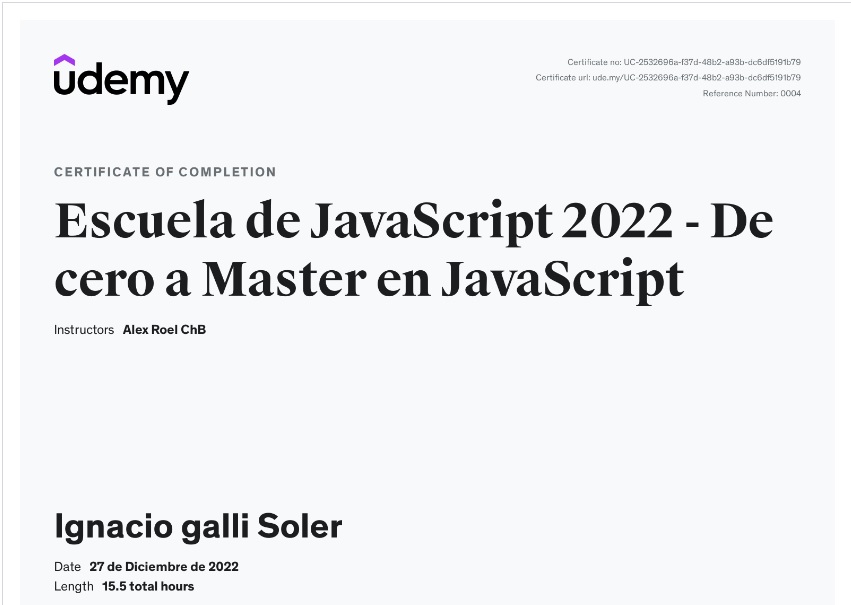 udemy
Certificate no: UC-2532696a-f37d-48b2-a93b-dc6df5191b79
Certificate url: ude.my/UC-2532696a-f37d-48b2-a93b-dc6df5191b79
Reference Number: 0004
CERTIFICATE OF COMPLETION
Escuela de JavaScript 2022 - De
cero a Master en JavaScript
Instructors Alex Roel ChB
Ignacio galli Soler
Date 27 de Diciembre de 2022
Length 15.5 total hours